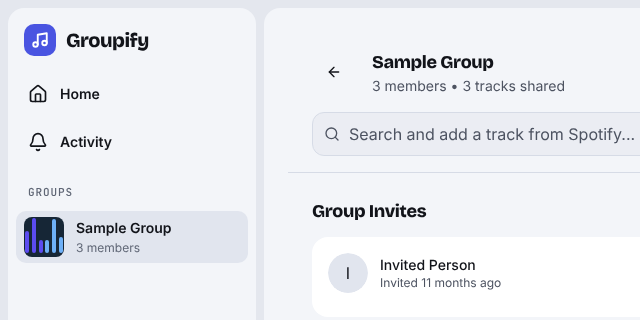 Groupify
Home
Activity
GROUPS
Sample Group
3 members
Sample Group
3 members • 3 tracks shared
Search and add a track from Spotify...
Group Invites
I
Invited Person
Invited 11 months ago